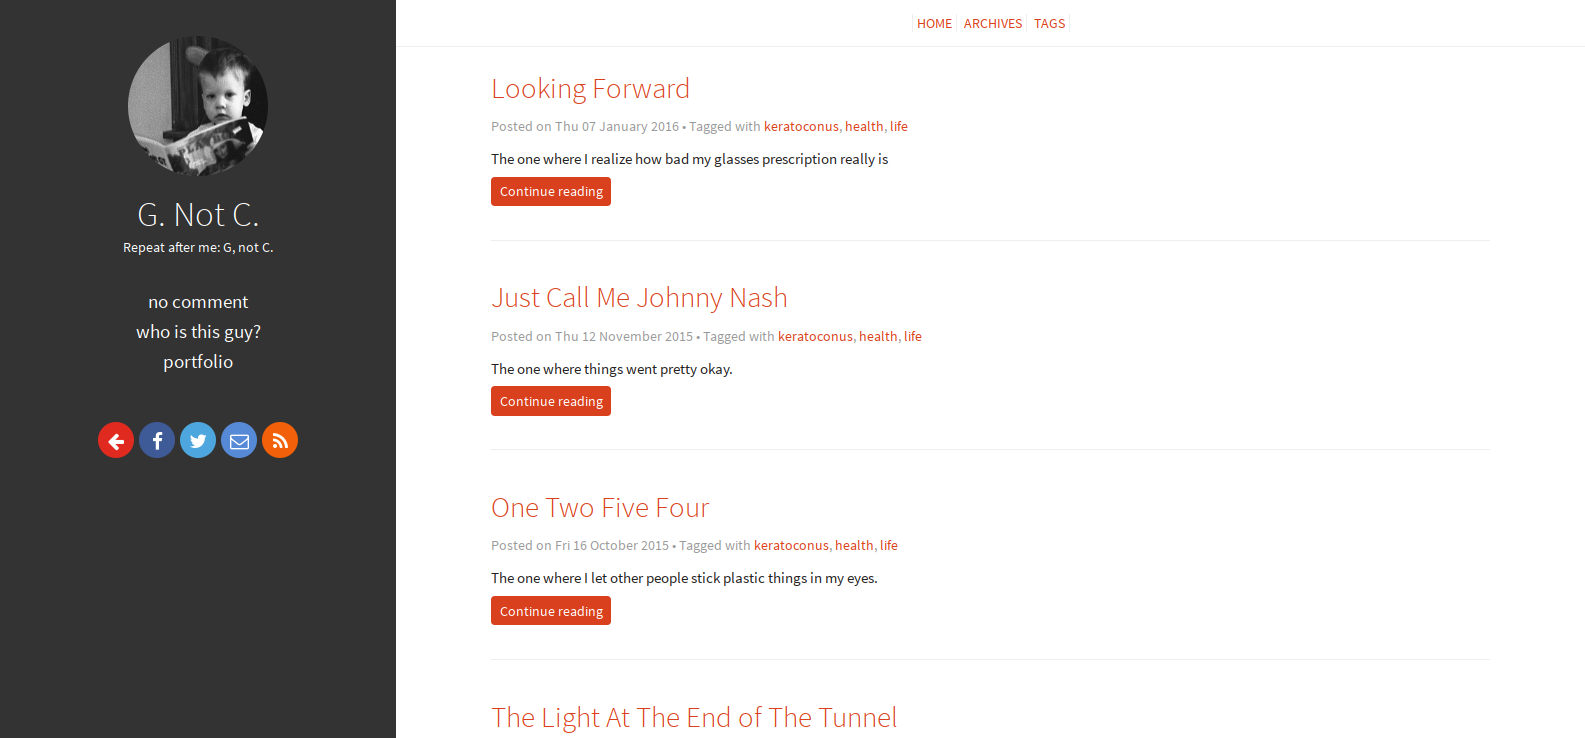 G. Not C.
Repeat after me: G, not C.
no comment
who is this guy?
portfolio
HOME ARCHIVES TAGS
Looking Forward
Posted on Thu 07 January 2016 • Tagged with keratoconus, health, life
The one where I realize how bad my glasses prescription really is
Continue reading
Just Call Me Johnny Nash
Posted on Thu 12 November 2015 • Tagged with keratoconus, health, life
The one where things went pretty okay.
Continue reading
One Two Five Four
Posted on Fri 16 October 2015 • Tagged with keratoconus, health, life
The one where I let other people stick plastic things in my eyes.
Continue reading
The Light At The End of The Tunnel